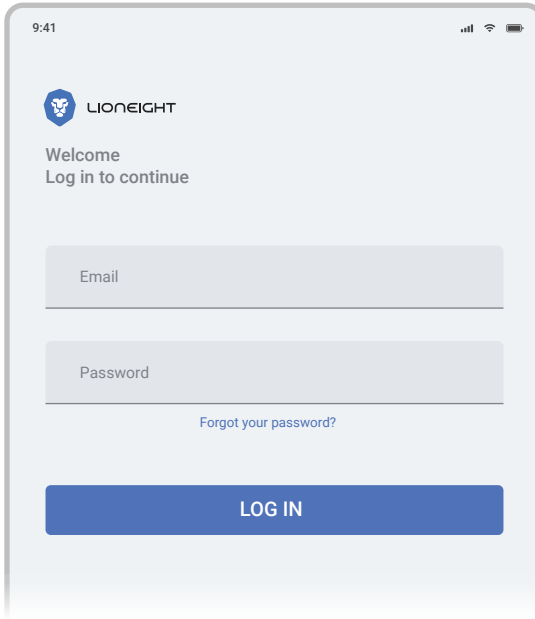 9:41
LIONEIGHT
Welcome
Log in to continue
Email
Password
Forgot your password?
LOG IN